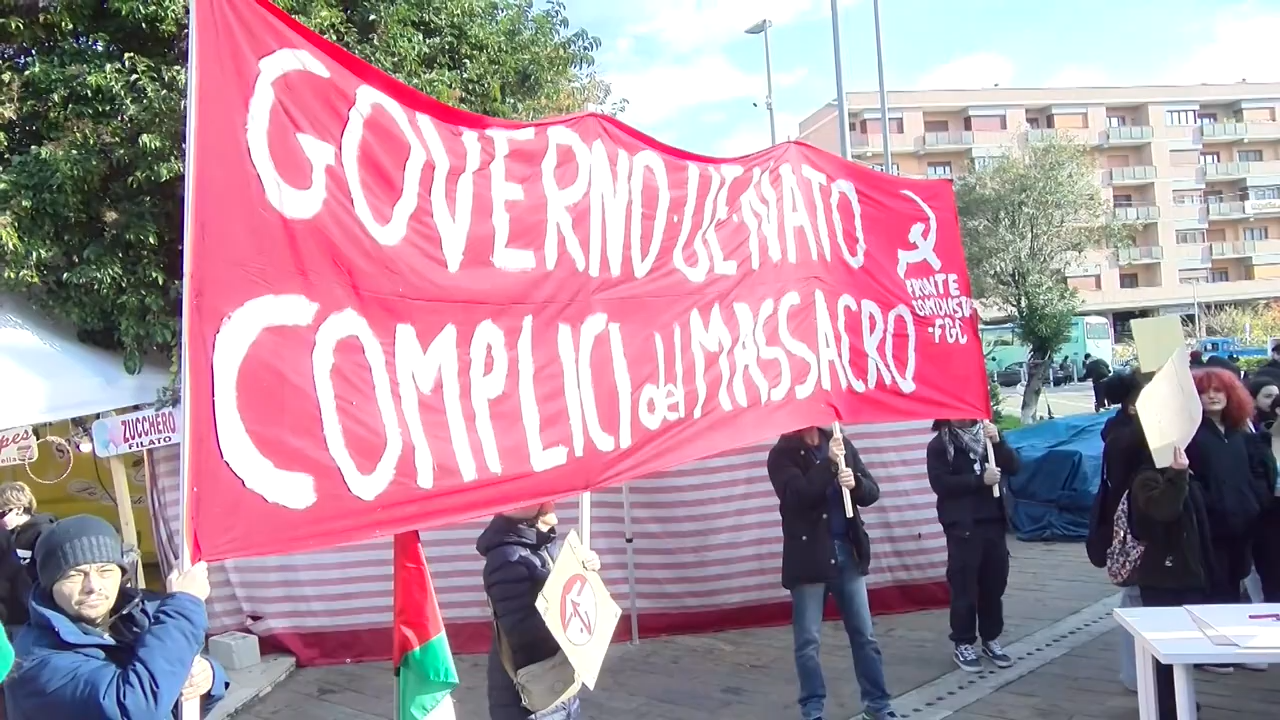 GOVERNO·UE·NATO
COMPLICI del MASSACRO
FRONTE
COMUNISTA
-FGC
ZUCCHERO
FILATO